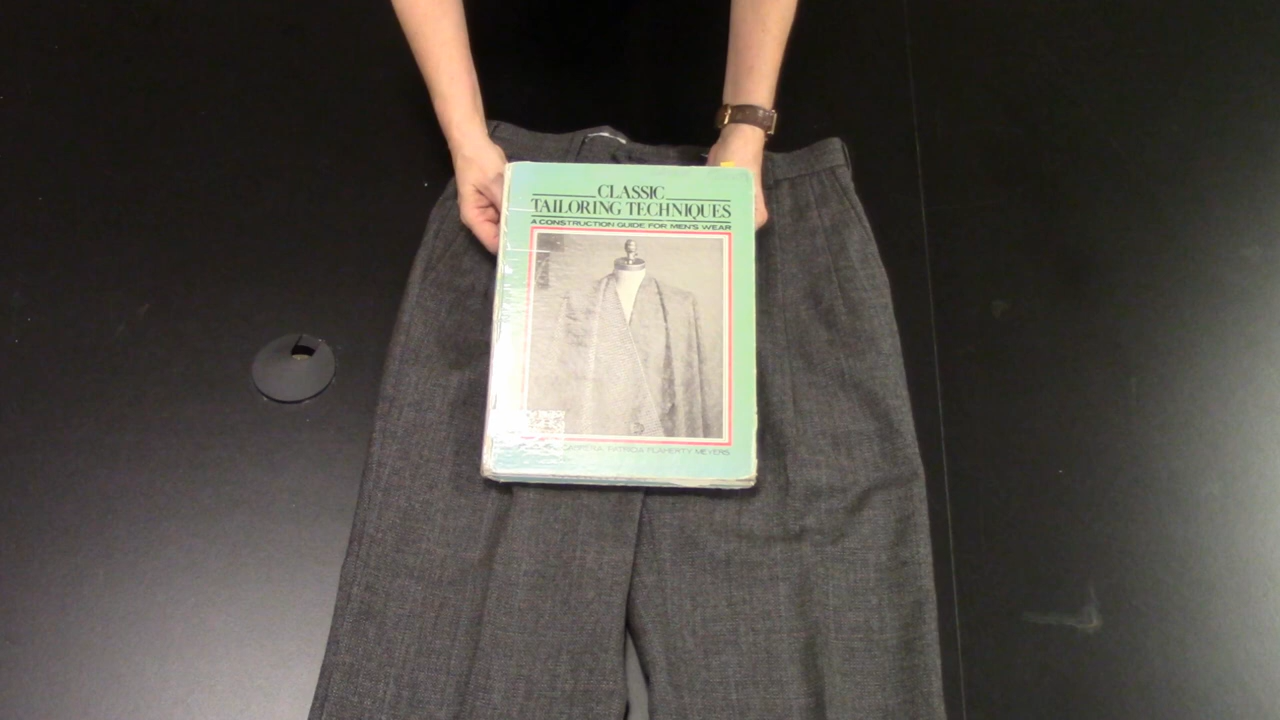 CLASSIC
TAILORING TECHNIQUES
A CONSTRUCTION GUIDE FOR MEN'S WEAR
PATRICIA FLAHERTY MEYERS